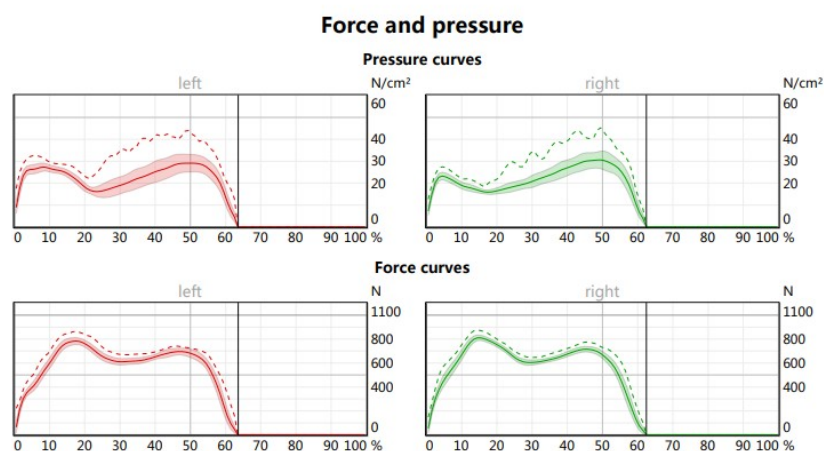 Force and pressure
Pressure curves
left N/cm² right N/cm²
60 60
40 40
30 30
20 20
0 0
0 10 20 30 40 50 60 70 80 90 100 % 0 10 20 30 40 50 60 70 80 90 100 %
Force curves
left N right N
1100 1100
800 800
600 600
400 400
0 0
0 10 20 30 40 50 60 70 80 90 100 % 0 10 20 30 40 50 60 70 80 90 100 %